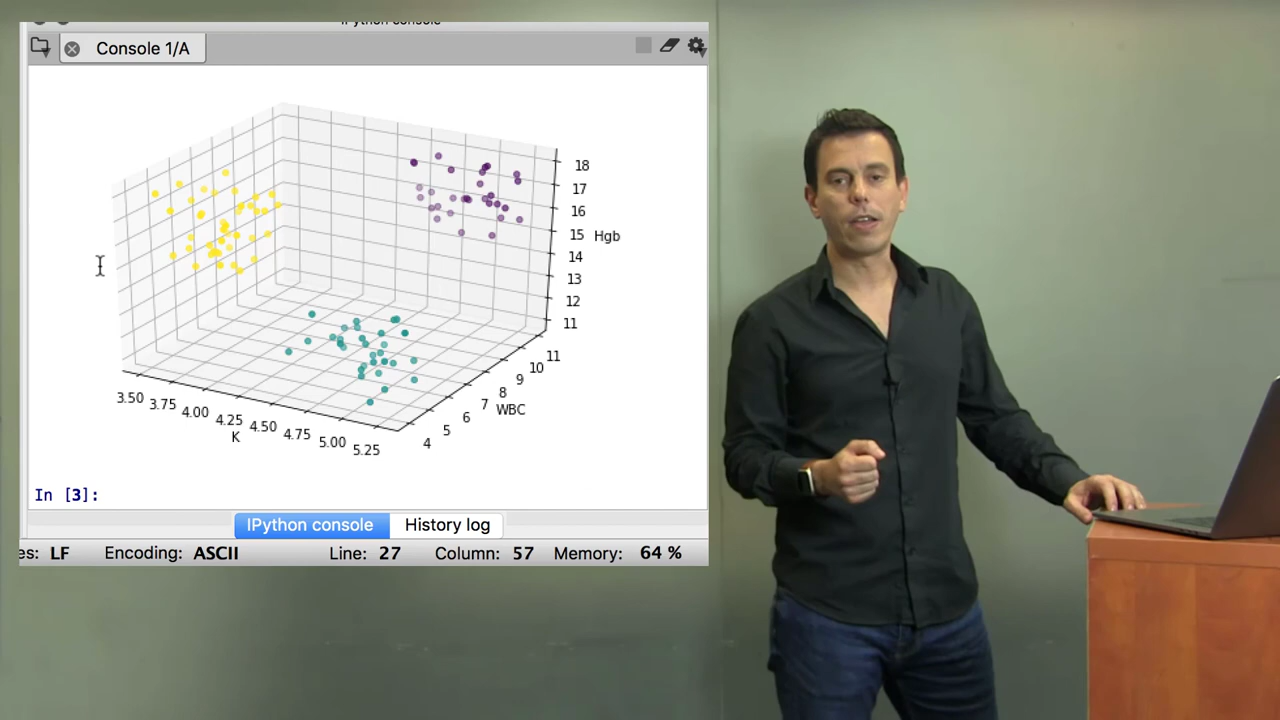 IPython console
Console 1/A
18
17
16
15
Hgb
14
13
12
11
11
10
9
8
7
WBC
6
5
4
3.50
3.75
4.00
4.25
K
4.50
4.75
5.00
5.25
In [3]:
IPython console
History log
es: LF
Encoding: ASCII
Line: 27
Column: 57
Memory: 64 %